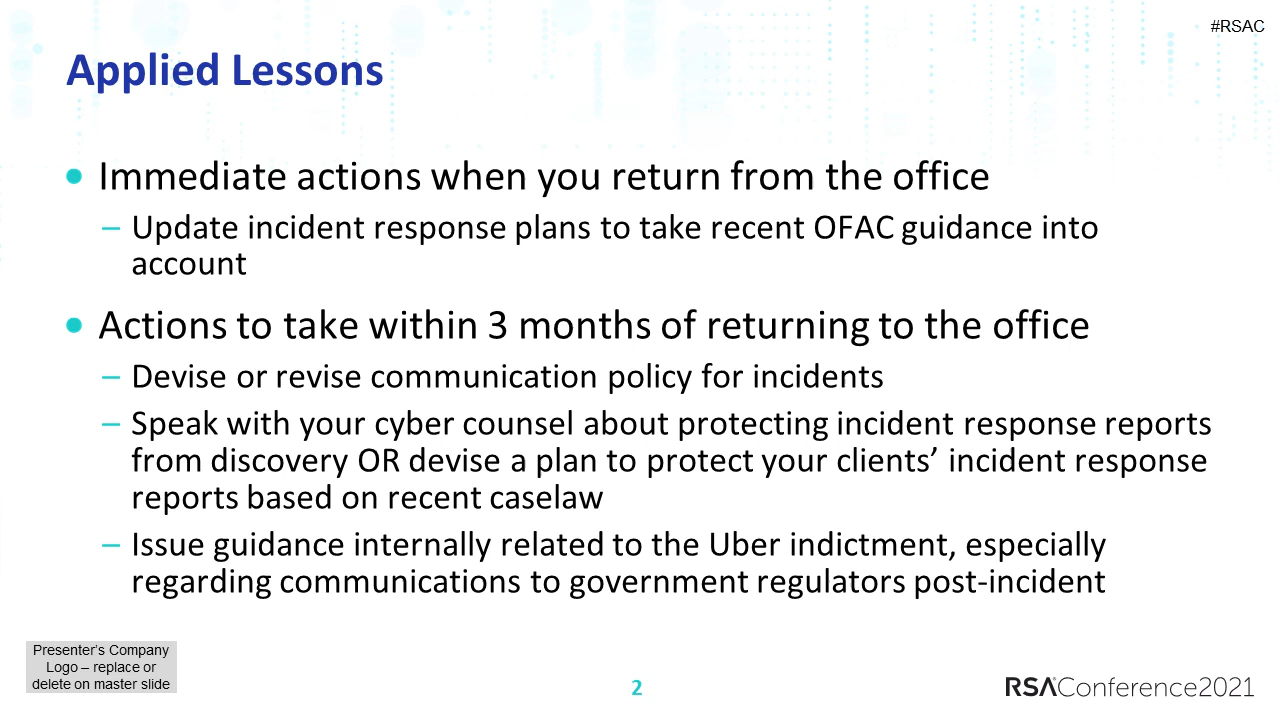 #RSAC
Applied Lessons
Immediate actions when you return from the office
– Update incident response plans to take recent OFAC guidance into
account
Actions to take within 3 months of returning to the office
– Devise or revise communication policy for incidents
– Speak with your cyber counsel about protecting incident response reports
from discovery OR devise a plan to protect your clients’ incident response
reports based on recent caselaw
– Issue guidance internally related to the Uber indictment, especially
regarding communications to government regulators post-incident
Presenter’s Company
Logo – replace or
delete on master slide
2
RSA Conference2021